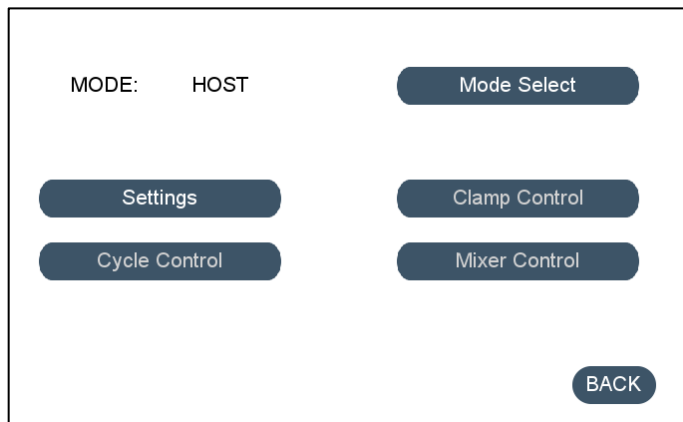 MODE: HOST
Mode Select
Settings
Clamp Control
Cycle Control
Mixer Control
BACK